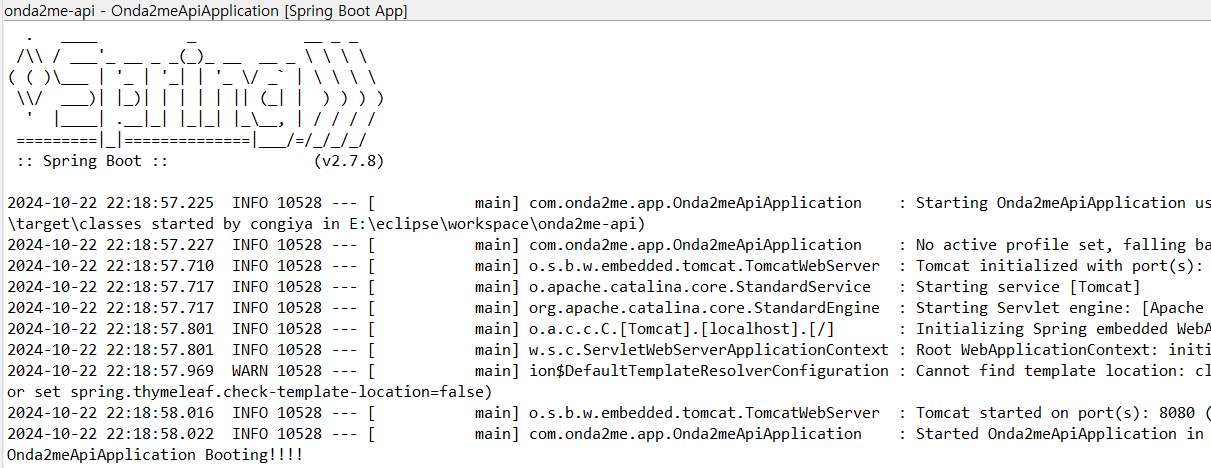 onda2me-api - Onda2meApiApplication [Spring Boot App]
  .   ____          _            __ _ _
 /\\ / ___'_ __ _ _(_)_ __  __ _ \ \ \ \
( ( )\___ | '_ | '_| | '_ \/ _` | \ \ \ \
 \\/  ___)| |_)| | | | | || (_| |  ) ) ) )
  '  |____| .__|_| |_|_| |_\__, | / / / /
 =========|_|==============|___/=/_/_/_/
 :: Spring Boot ::                (v2.7.8)
2024-10-22 22:18:57.225  INFO 10528 --- [           main] com.onda2me.app.Onda2meApiApplication    : Starting Onda2meApiApplication us
\target\classes started by congiya in E:\eclipse\workspace\onda2me-api)
2024-10-22 22:18:57.227  INFO 10528 --- [           main] com.onda2me.app.Onda2meApiApplication    : No active profile set, falling ba
2024-10-22 22:18:57.710  INFO 10528 --- [           main] o.s.b.w.embedded.tomcat.TomcatWebServer  : Tomcat initialized with port(s):
2024-10-22 22:18:57.717  INFO 10528 --- [           main] o.apache.catalina.core.StandardService   : Starting service [Tomcat]
2024-10-22 22:18:57.717  INFO 10528 --- [           main] org.apache.catalina.core.StandardEngine  : Starting Servlet engine: [Apache
2024-10-22 22:18:57.801  INFO 10528 --- [           main] o.a.c.c.C.[Tomcat].[localhost].[/]       : Initializing Spring embedded WebA
2024-10-22 22:18:57.801  INFO 10528 --- [           main] w.s.c.ServletWebServerApplicationContext : Root WebApplicationContext: initi
2024-10-22 22:18:57.969  WARN 10528 --- [           main] ion$DefaultTemplateResolverConfiguration : Cannot find template location: cl
or set spring.thymeleaf.check-template-location=false)
2024-10-22 22:18:58.016  INFO 10528 --- [           main] o.s.b.w.embedded.tomcat.TomcatWebServer  : Tomcat started on port(s): 8080 (
2024-10-22 22:18:58.022  INFO 10528 --- [           main] com.onda2me.app.Onda2meApiApplication    : Started Onda2meApiApplication in
Onda2meApiApplication Booting!!!!